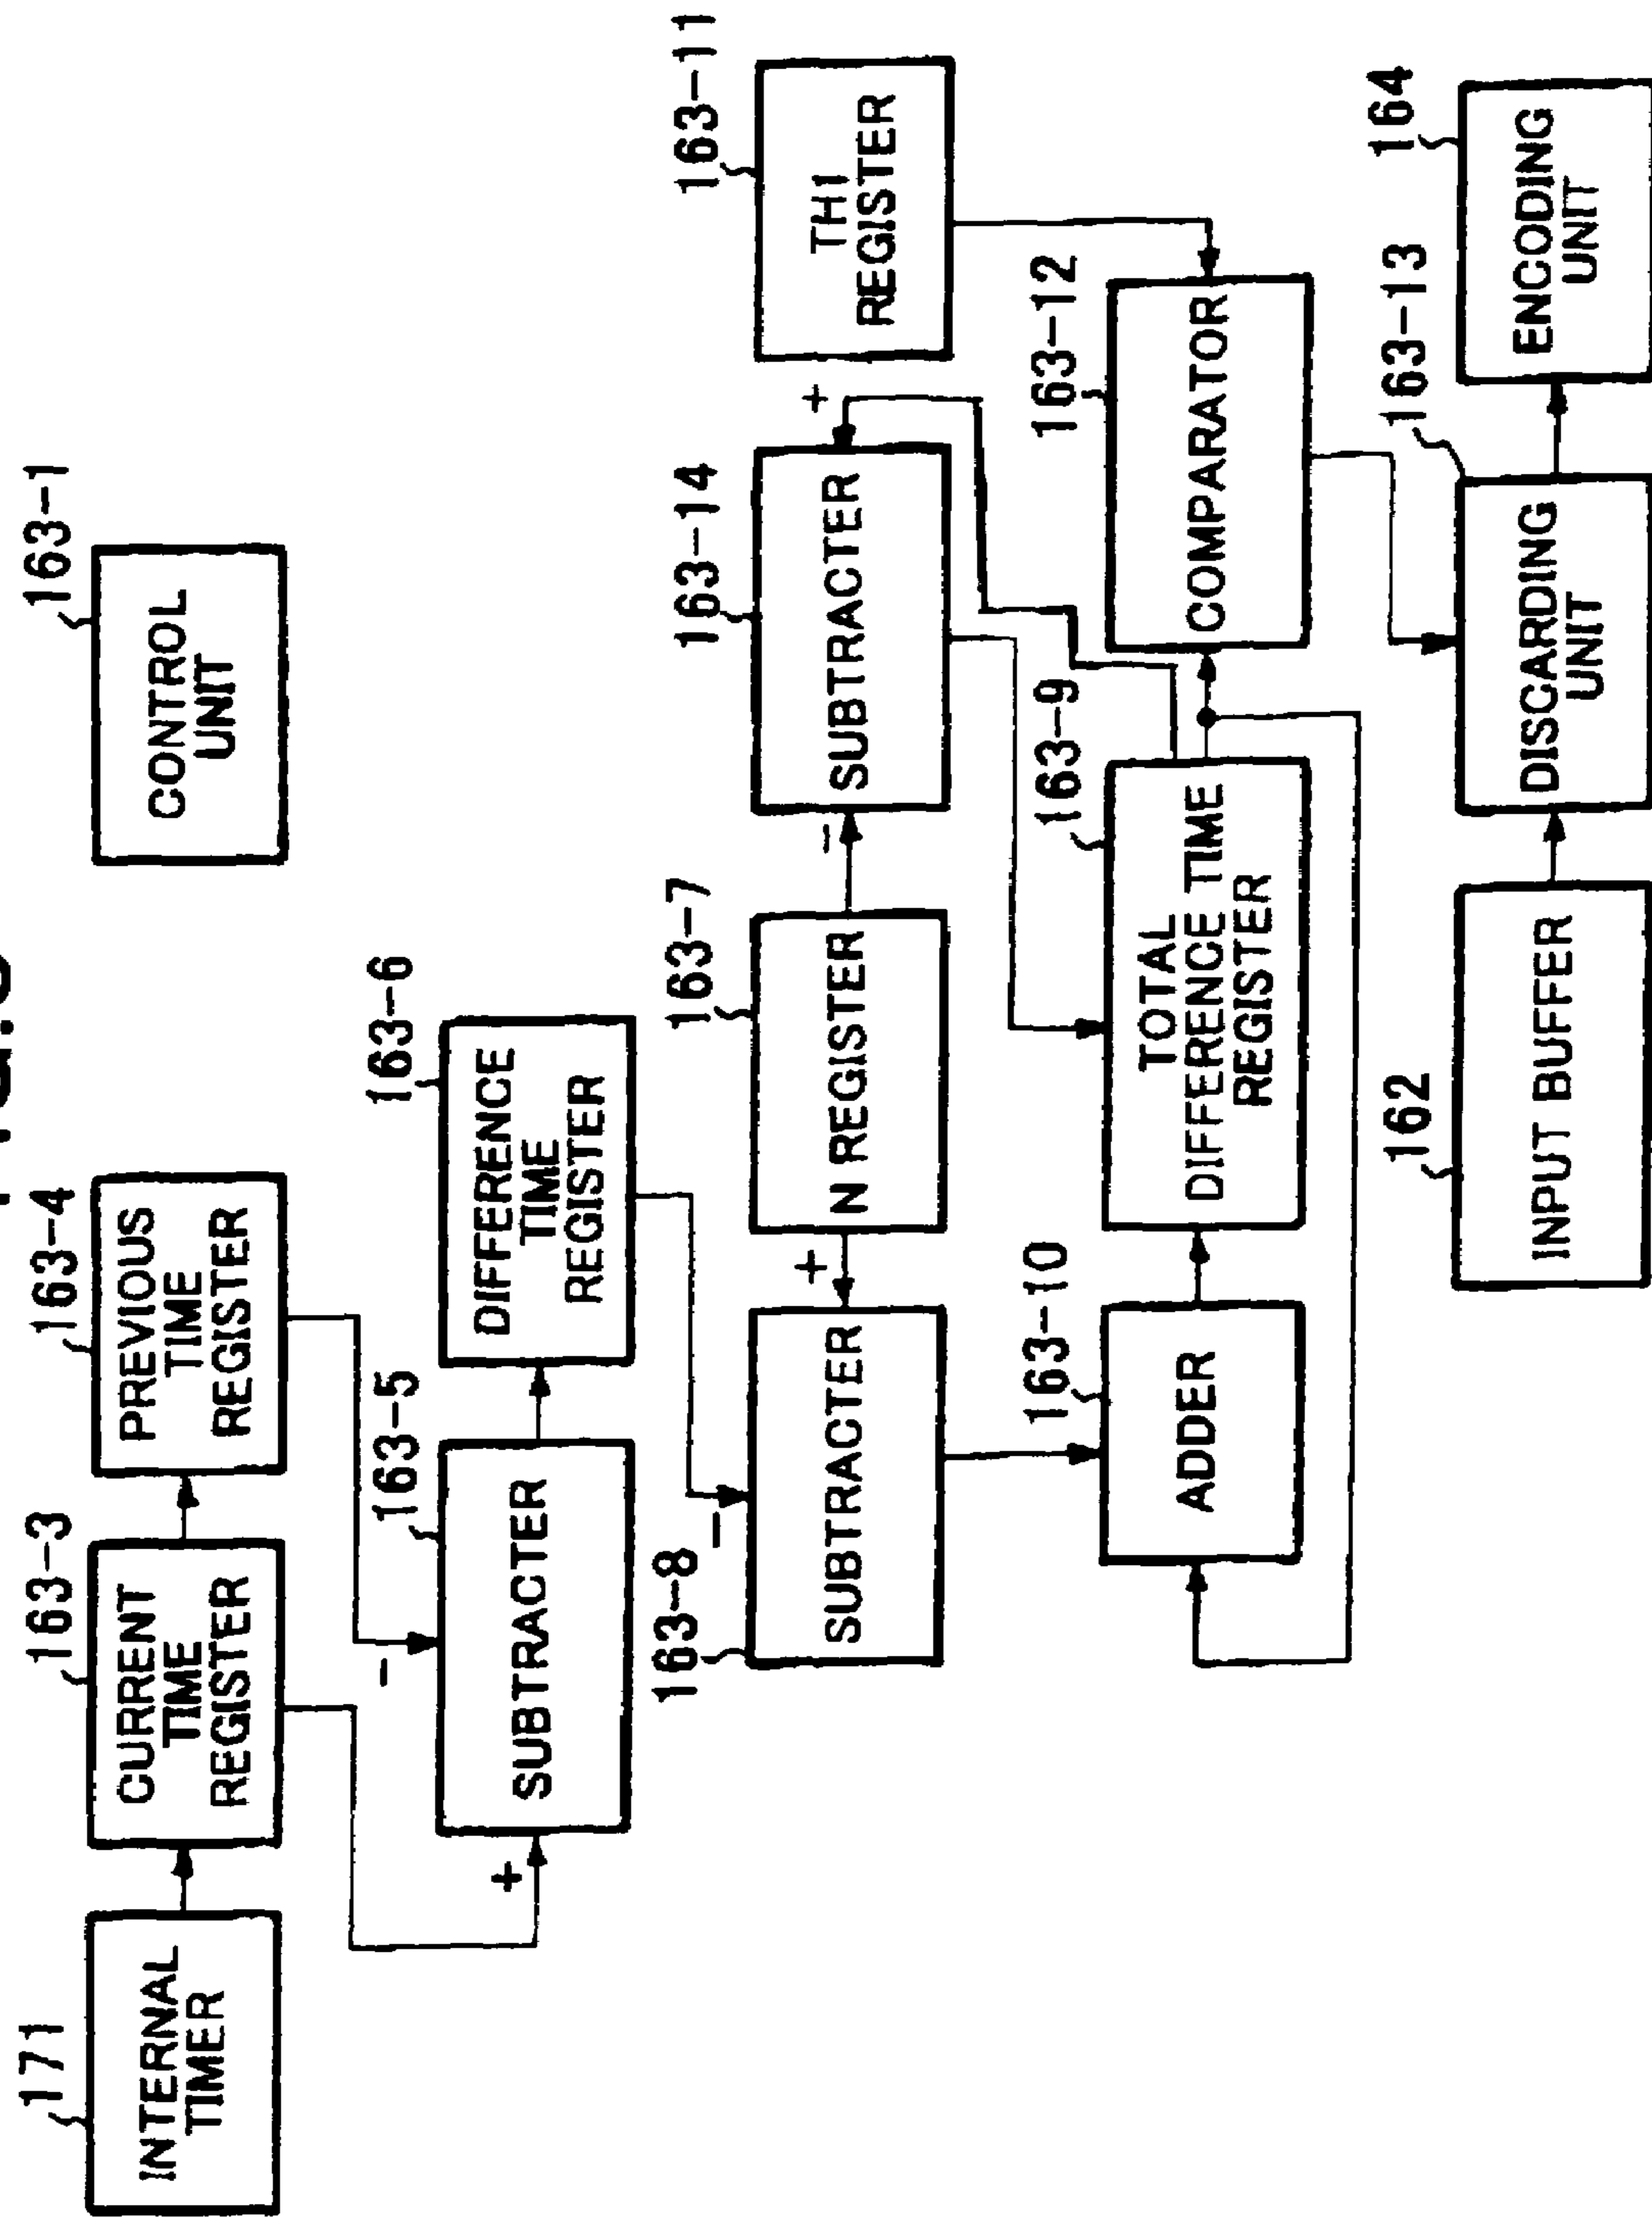 163-1
CONTROL
UNIT
171
INTERNAL
TIMER
163-3
CURRENT
TIME
REGISTER
163-4
PREVIOUS
TIME
REGISTER
+
-
163-5
SUBTRACTER
163-6
DIFFERENCE
TIME
REGISTER
163-8
-
SUBTRACTER
+
163-7
N REGISTER
-
163-14
SUBTRACTER
+
163-11
TH1
REGISTER
163-10
ADDER
163-9
TOTAL
DIFFERENCE TIME
REGISTER
163-12
COMPARATOR
162
INPUT BUFFER
163-13
DISCARDING
UNIT
164
ENCODING
UNIT